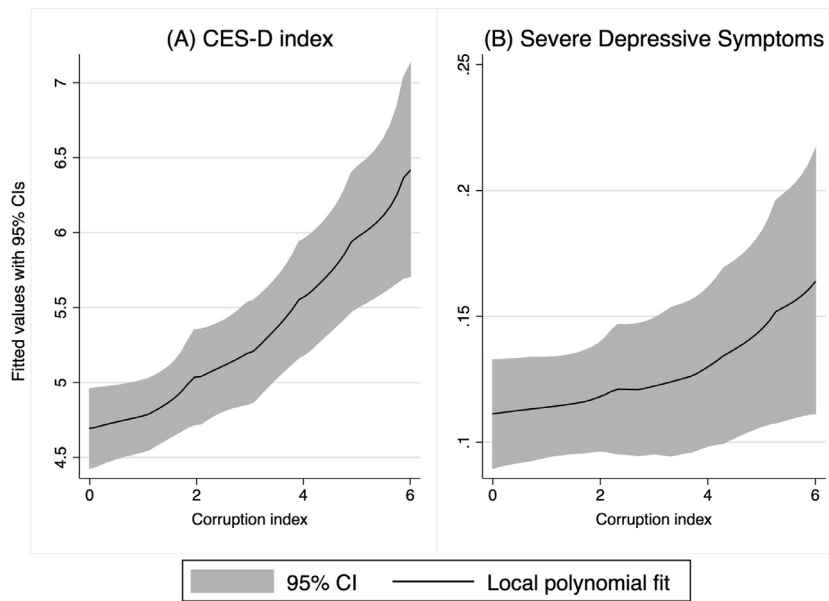 (A) CES-D index
Fitted values with 95% CIs
7
6.5
6
5.5
5
4.5
0 2 4 6
Corruption index
(B) Severe Depressive Symptoms
.25
.2
.15
.1
0 2 4 6
Corruption index
95% CI Local polynomial fit